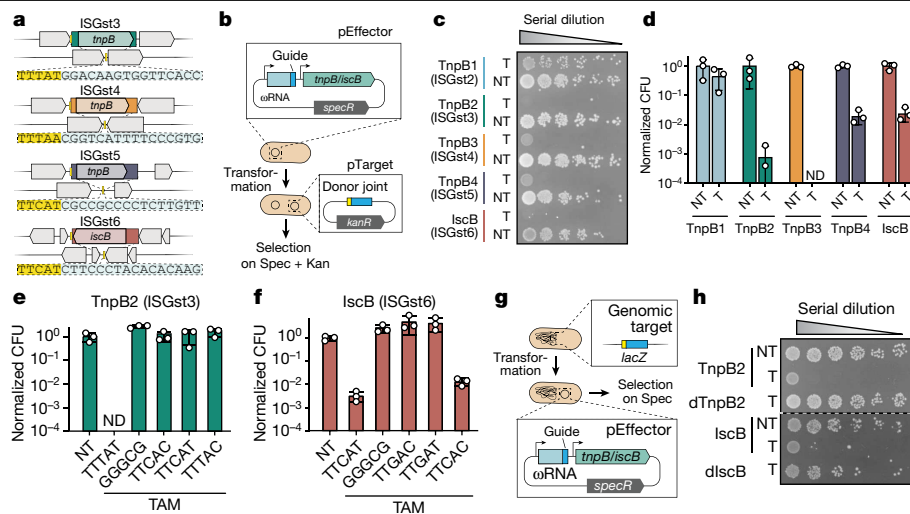 a
ISGst3
tnpB
TTTATGGACAAGTGGTTCACC
ISGst4
tnpB
TTTAACGGTCATTTTCCCGTG
ISGst5
tnpB
TTCATCGCCGCCCCTCTTGTT
ISGst6
iscB
TTCATCTTCCCTACACACAAG
b
pEffector
Guide
tnpB/iscB
ωRNA
specR
Transfor-
mation
pTarget
Donor joint
kanR
Selection
on Spec + Kan
c
Serial dilution
TnpB1
(ISGst2)
T
NT
TnpB2
(ISGst3)
T
NT
TnpB3
(ISGst4)
T
NT
TnpB4
(ISGst5)
T
NT
IscB
(ISGst6)
T
NT
d
Normalized CFU
10⁰
10⁻¹
10⁻²
10⁻³
10⁻⁴
ND
NT T NT T NT T NT T NT T
TnpB1 TnpB2 TnpB3 TnpB4 IscB
e
TnpB2 (ISGst3)
Normalized CFU
10⁰
10⁻¹
10⁻²
10⁻³
10⁻⁴
ND
NT TTTAT GGGCG TTCAC TTCAT TTTAC
TAM
f
IscB (ISGst6)
Normalized CFU
10⁰
10⁻¹
10⁻²
10⁻³
10⁻⁴
NT TTCAT GGGCG TTGAC TTGAT TTCAC
TAM
g
Genomic
target
lacZ
Transfor-
mation
Selection
on Spec
pEffector
Guide
tnpB/iscB
ωRNA
specR
h
Serial dilution
TnpB2
NT
T
dTnpB2 T
IscB
NT
T
dIscB T